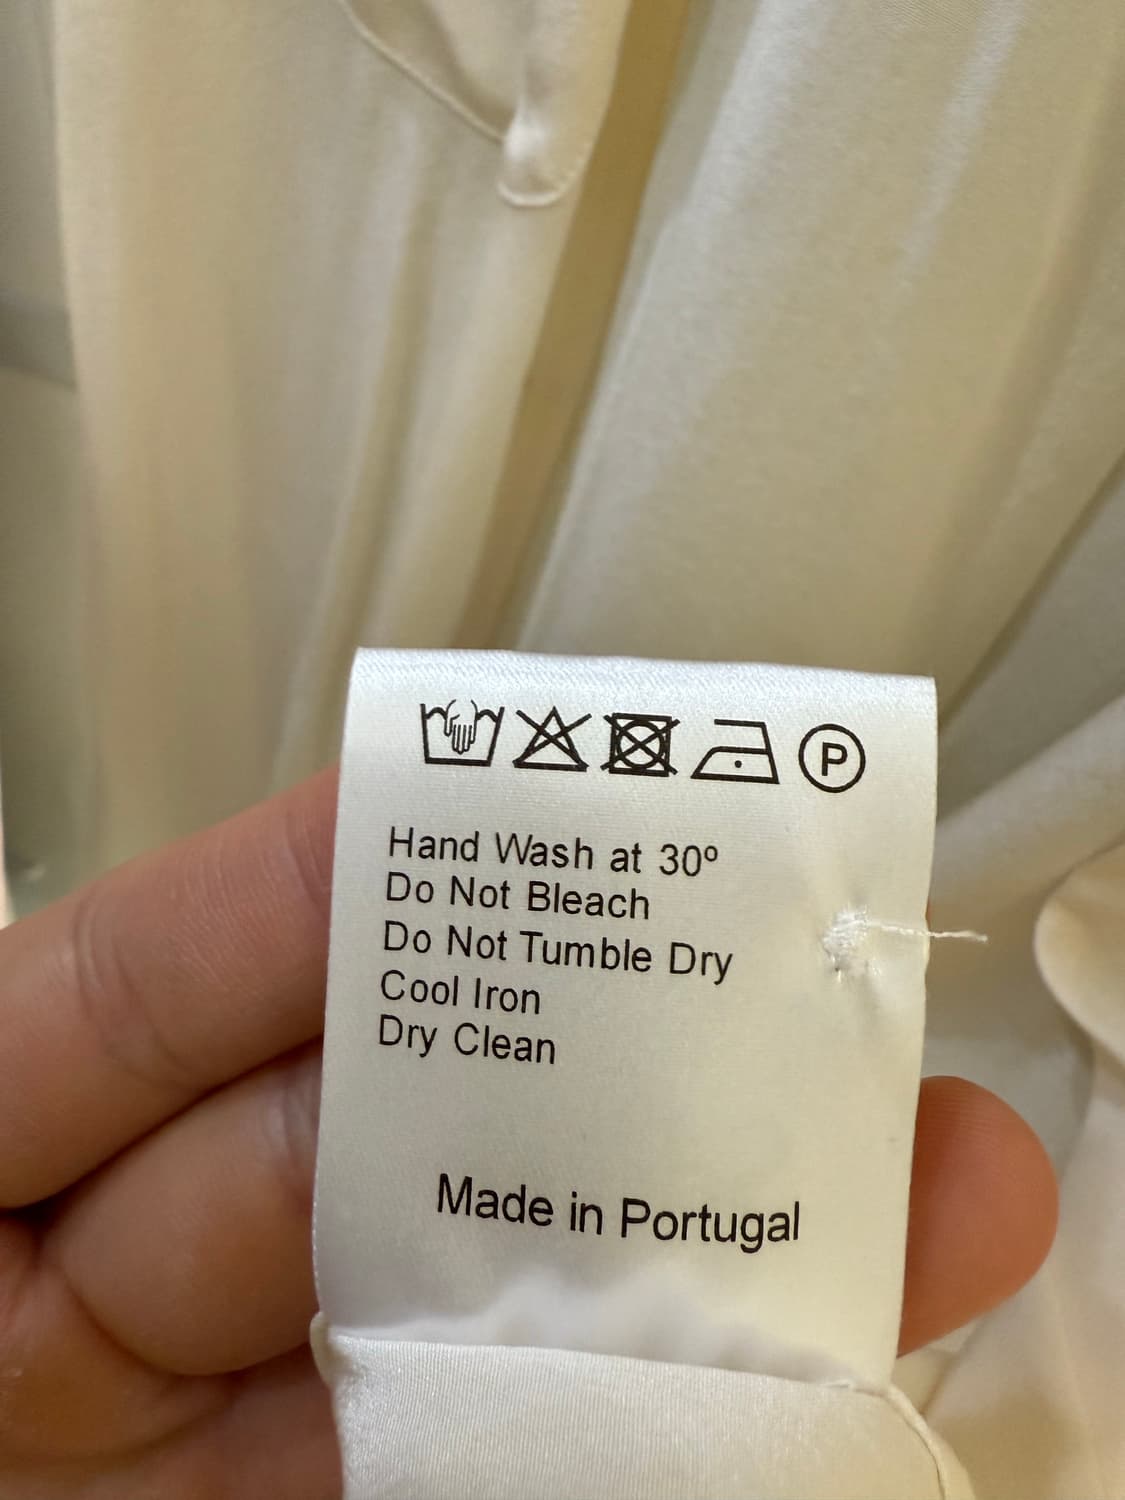 P
Hand Wash at 30º
Do Not Bleach
Do Not Tumble Dry
Cool Iron
Dry Clean
Made in Portugal